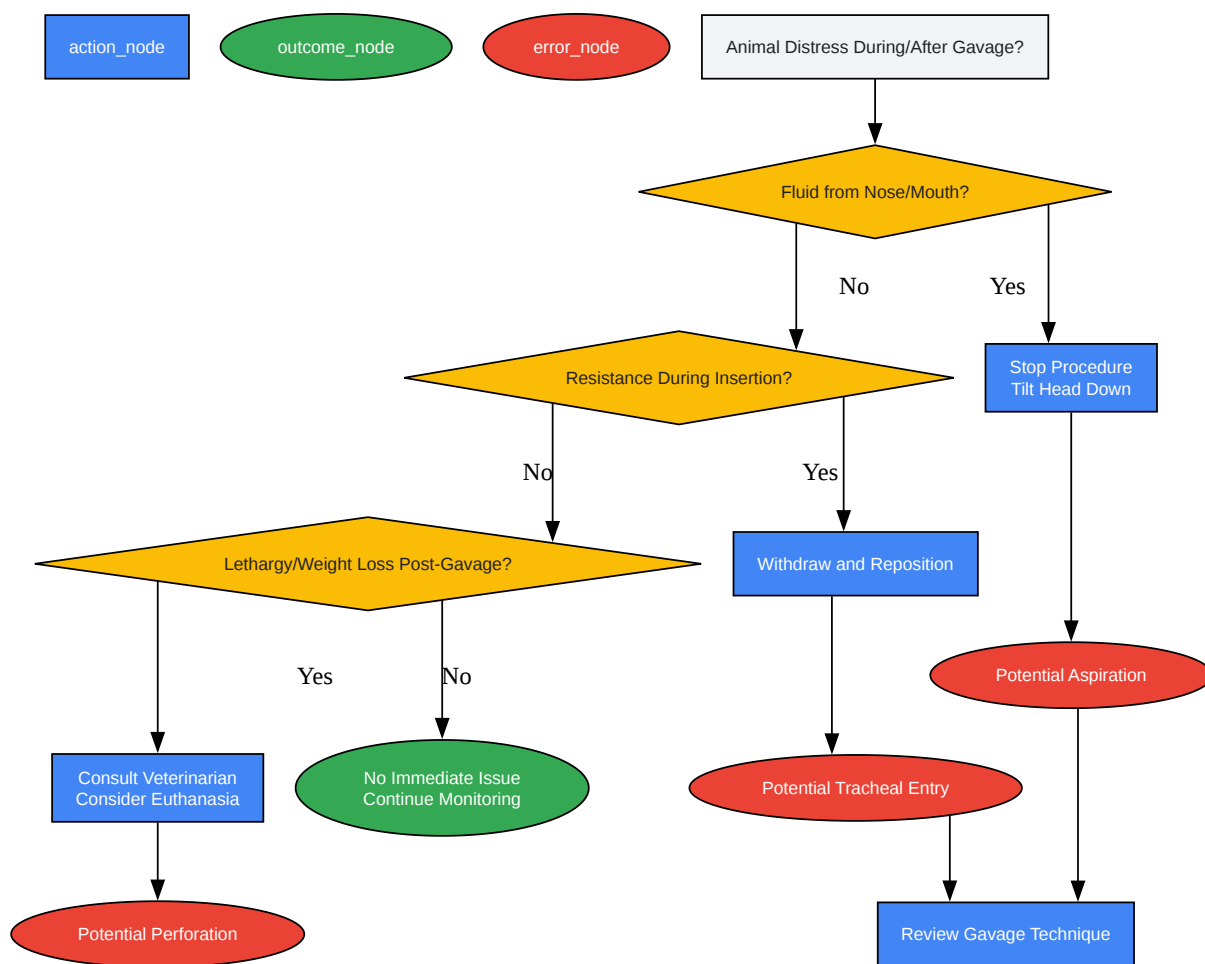 action_node
outcome_node
error_node
Animal Distress During/After Gavage?
Fluid from Nose/Mouth?
No
Yes
Resistance During Insertion?
Stop Procedure
Tilt Head Down
No
Yes
Lethargy/Weight Loss Post-Gavage?
Withdraw and Reposition
Yes
No
Potential Aspiration
Consult Veterinarian
Consider Euthanasia
No Immediate Issue
Continue Monitoring
Potential Tracheal Entry
Potential Perforation
Review Gavage Technique